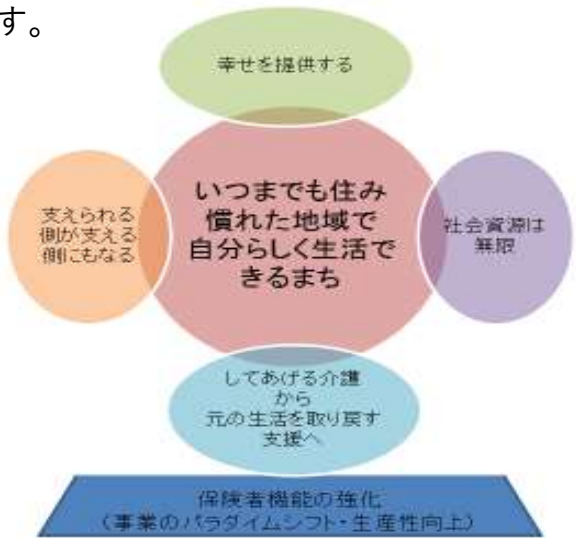 す。
幸せを提供する
支えられる
側が支える
側にもなる
いつまでも住み
慣れた地域で
自分らしく生活で
きるまち
社会資源は
無限
してあげる介護
から
元の生活を取り戻す
支援へ
保険者機能の強化
（事業のパラダイムシフト・生産性向上）